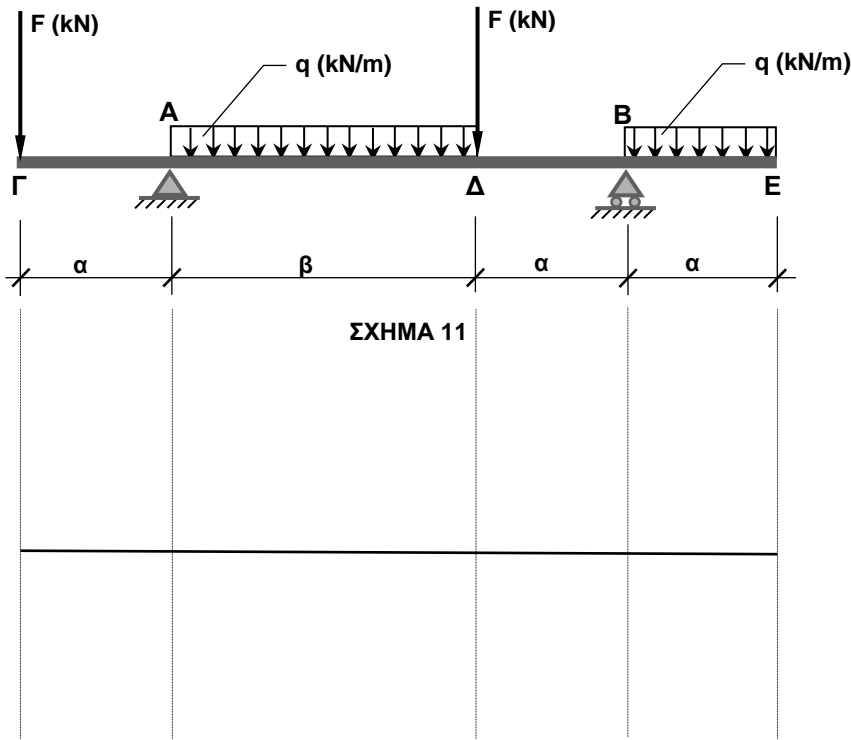 F (kN)
F (kN)
q (kN/m)
q (kN/m)
A
B
Γ
Δ
E
α
β
α
α
ΣΧΗΜΑ 11